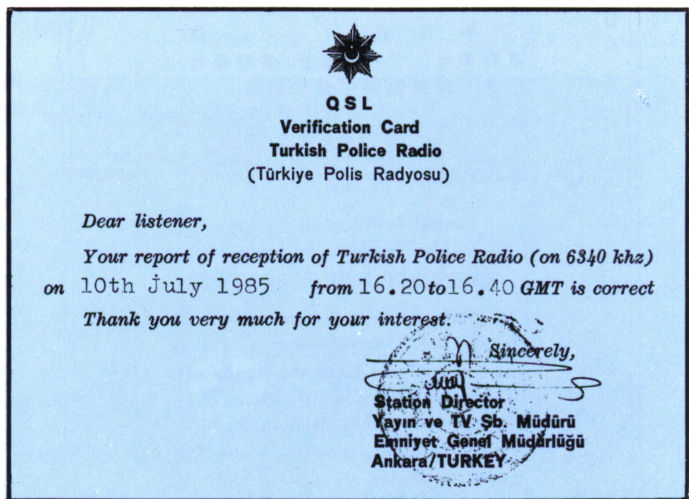 QSL
Verification Card
Turkish Police Radio
(Türkiye Polis Radyosu)
Dear listener,
Your report of reception of Turkish Police Radio (on 6340 khz)
on 10th july 1985 from 16.20 to 16.40 GMT is correct
Thank you very much for your interest.
Sincerely,
Station Director
Yayın ve TV Şb. Müdürü
Emniyet Genel Müdürlüğü
Ankara/TURKEY